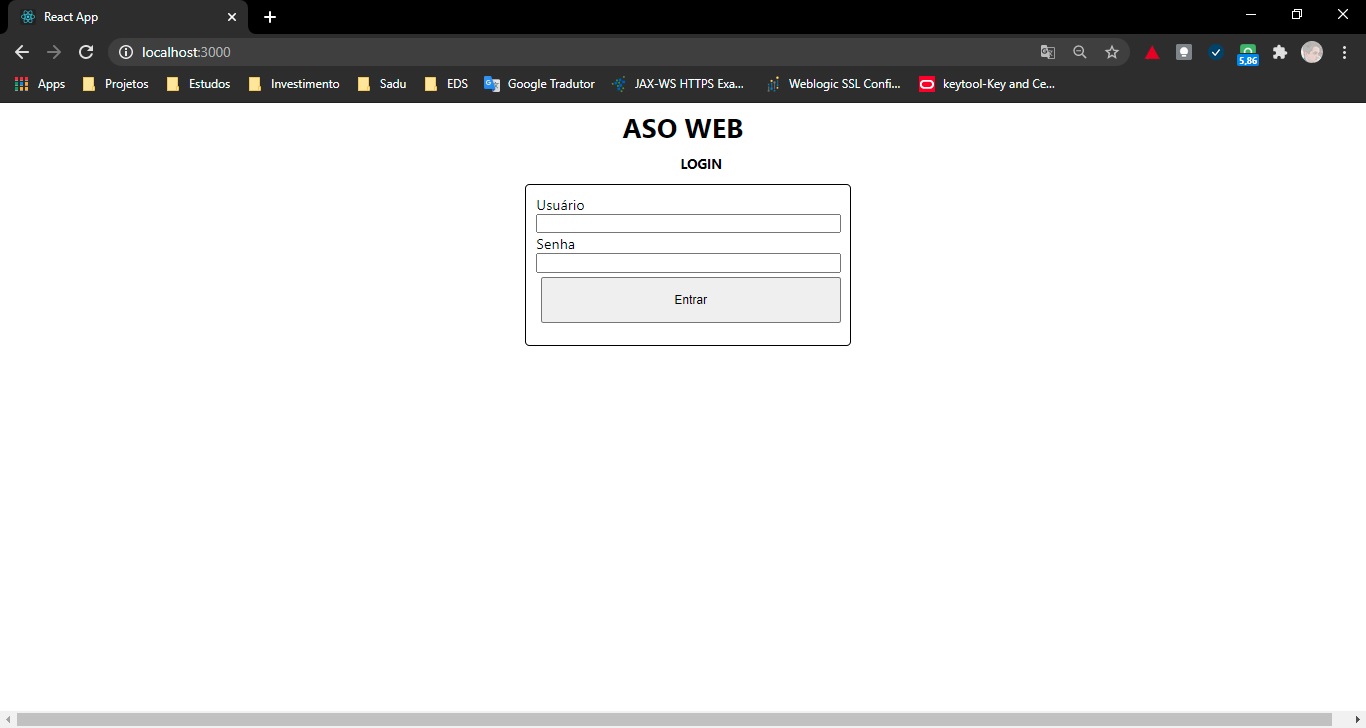 React App
localhost:3000
5,86
Apps Projetos Estudos Investimento Sadu EDS Google Tradutor JAX-WS HTTPS Exa... Weblogic SSL Confi... keytool-Key and Ce...
ASO WEB
LOGIN
Usuário
Senha
Entrar